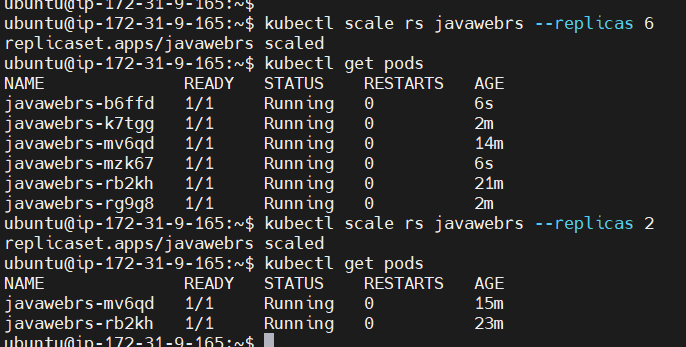 ubuntu@ip-172-31-9-165:~$
ubuntu@ip-172-31-9-165:~$ kubectl scale rs javawebrs --replicas 6
replicaset.apps/javawebrs scaled
ubuntu@ip-172-31-9-165:~$ kubectl get pods
NAME READY STATUS RESTARTS AGE
javawebrs-b6ffd 1/1 Running 0 6s
javawebrs-k7tgg 1/1 Running 0 2m
javawebrs-mv6qd 1/1 Running 0 14m
javawebrs-mzk67 1/1 Running 0 6s
javawebrs-rb2kh 1/1 Running 0 21m
javawebrs-rg9g8 1/1 Running 0 2m
ubuntu@ip-172-31-9-165:~$ kubectl scale rs javawebrs --replicas 2
replicaset.apps/javawebrs scaled
ubuntu@ip-172-31-9-165:~$ kubectl get pods
NAME READY STATUS RESTARTS AGE
javawebrs-mv6qd 1/1 Running 0 15m
javawebrs-rb2kh 1/1 Running 0 23m
ubuntu@ip-172-31-9-165:~$